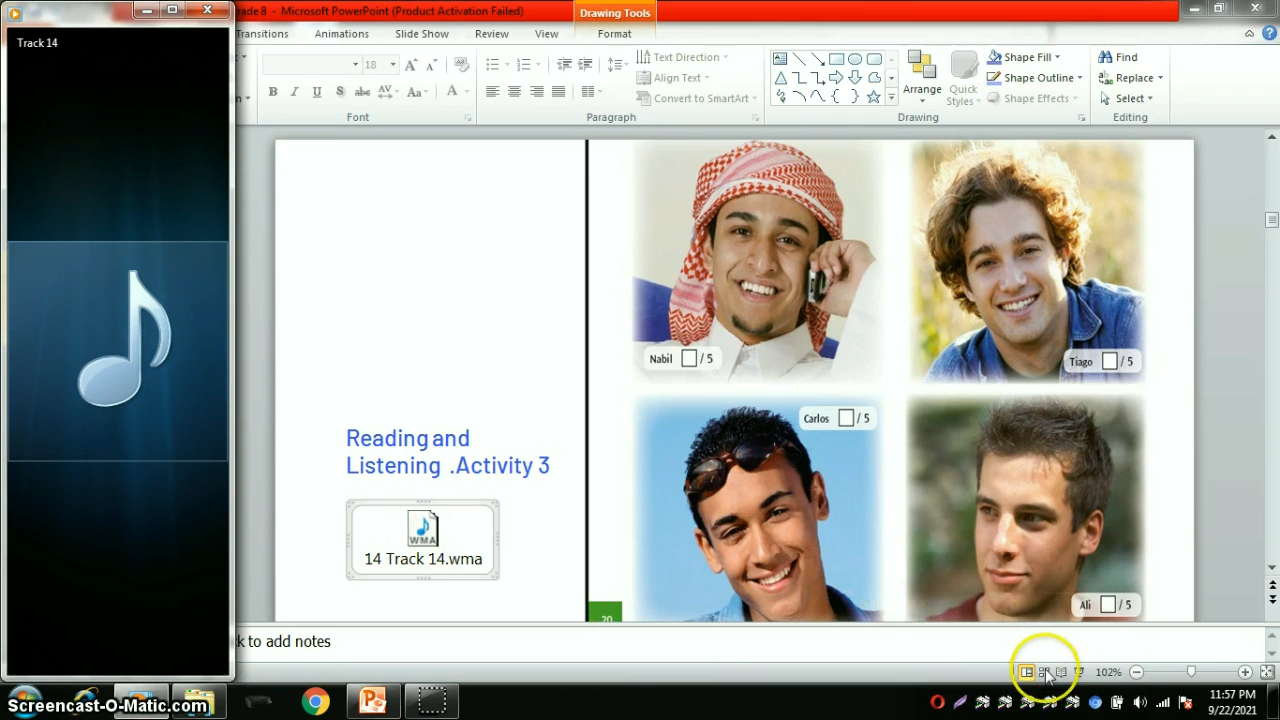 Track 14
rade 8 - Microsoft PowerPoint (Product Activation Failed)
Drawing Tools
Transitions
Animations
Slide Show
Review
View
Format
18
Text Direction
Align Text
Convert to SmartArt
Arrange
Quick
Styles
Shape Fill
Shape Outline
Shape Effects
Find
Replace
Select
Font
Paragraph
Drawing
Editing
Nabil / 5
Tiago / 5
Carlos / 5
Ali / 5
Reading and
Listening .Activity 3
WMA
14 Track 14.wma
20
k to add notes
102%
Screencast-O-Matic.com
11:57 PM
9/22/2021